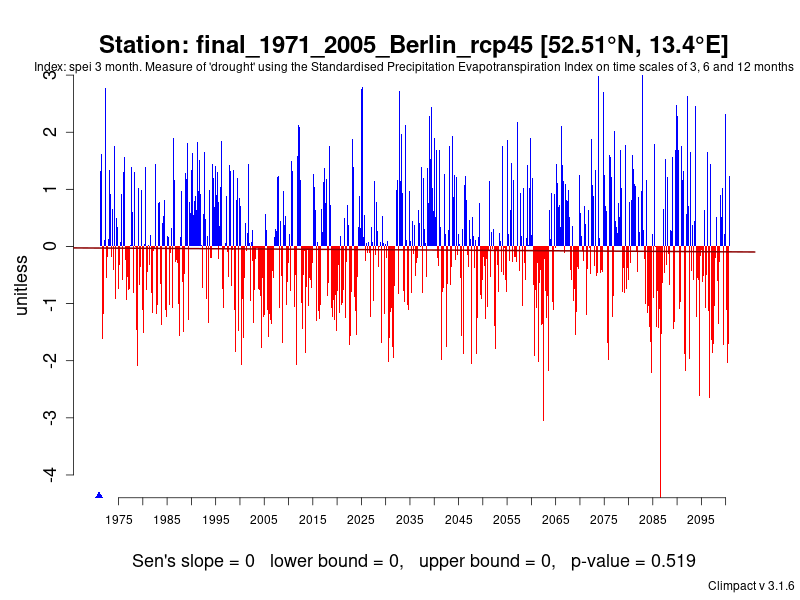 Station: final_1971_2005_Berlin_rcp45 [52.51°N, 13.4°E]
Index: spei 3 month. Measure of 'drought' using the Standardised Precipitation Evapotranspiration Index on time scales of 3, 6 and 12 months
3
2
1
0
-1
-2
-3
-4
unitless
1975 1985 1995 2005 2015 2025 2035 2045 2055 2065 2075 2085 2095
Sen's slope = 0 lower bound = 0, upper bound = 0, p-value = 0.519
Climpact v 3.1.6